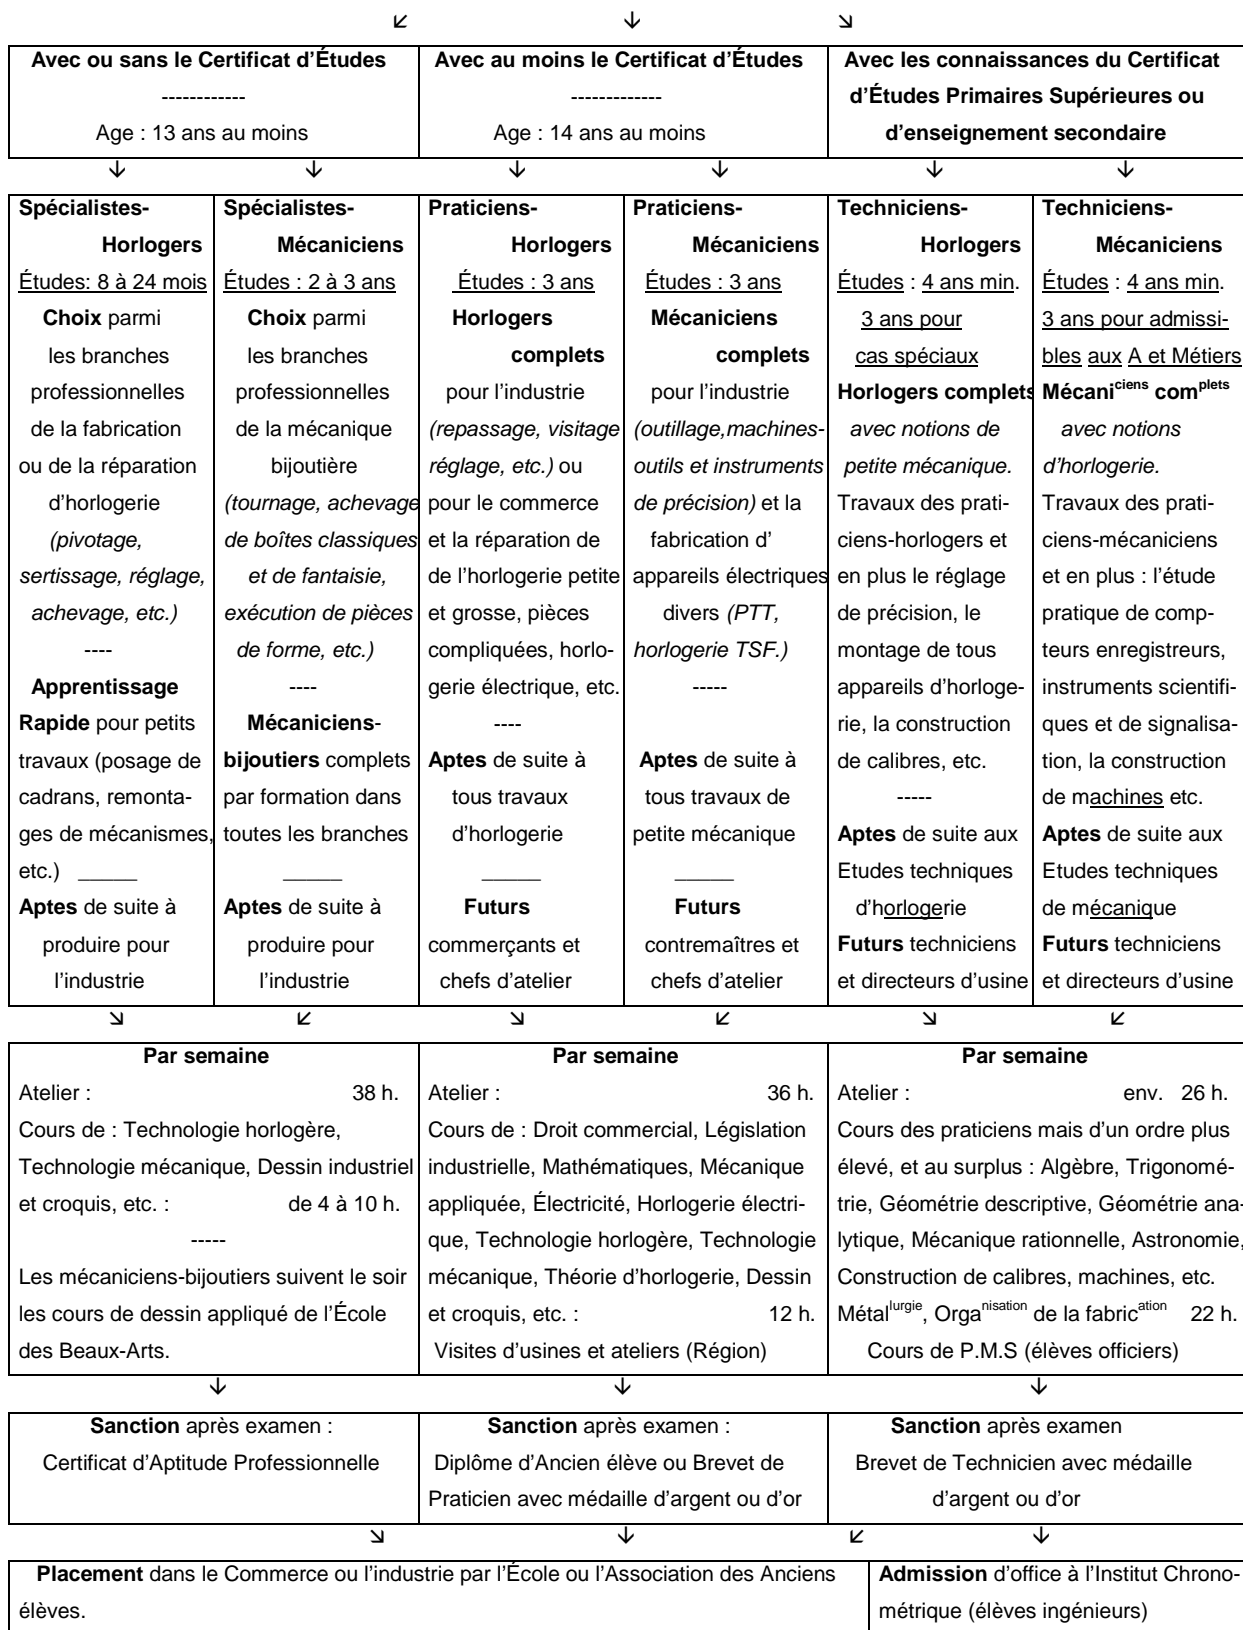 Avec ou sans le Certificat d’Études
------------
Age : 13 ans au moins
Avec au moins le Certificat d’Études
-------------
Age : 14 ans au moins
Avec les connaissances du Certificat
d’Études Primaires Supérieures ou
d’enseignement secondaire
Spécialistes-
Horlogers
Études: 8 à 24 mois
Choix parmi
les branches
professionnelles
de la fabrication
ou de la réparation
d’horlogerie
(pivotage,
sertissage, réglage,
achevage, etc.)
----
Apprentissage
Rapide pour petits
travaux (posage de
cadrans, remonta-
ges de mécanismes,
etc.) _____
Aptes de suite à
produire pour
l’industrie
Spécialistes-
Mécaniciens
Études : 2 à 3 ans
Choix parmi
les branches
professionnelles
de la mécanique
bijoutière
(tournage, achevage
de boîtes classiques
et de fantaisie,
exécution de pièces
de forme, etc.)
----
Mécaniciens-
bijoutiers complets
par formation dans
toutes les branches
_____
Aptes de suite à
produire pour
l’industrie
Praticiens-
Horlogers
Études : 3 ans
Horlogers
complets
pour l’industrie
(repassage, visitage
réglage, etc.) ou
pour le commerce
et la réparation de
de l’horlogerie petite
et grosse, pièces
compliquées, horlo-
gerie électrique, etc.
----
Aptes de suite à
tous travaux
d’horlogerie
_____
Futurs
commerçants et
chefs d’atelier
Praticiens-
Mécaniciens
Études : 3 ans
Mécaniciens
complets
pour l’industrie
(outillage,machines-
outils et instruments
de précision) et la
fabrication d’
appareils électriques
divers (PTT,
horlogerie TSF.)
-----
Aptes de suite à
tous travaux de
petite mécanique
_____
Futurs
contremaîtres et
chefs d’atelier
Techniciens-
Horlogers
Études : 4 ans min.
3 ans pour
cas spéciaux
Horlogers complets
avec notions de
petite mécanique.
Travaux des prati-
ciens-horlogers et
en plus le réglage
de précision, le
montage de tous
appareils d’horloge-
rie, la construction
de calibres, etc.
-----
Aptes de suite aux
Etudes techniques
d’horlogerie
Futurs techniciens
et directeurs d’usine
Techniciens-
Mécaniciens
Études : 4 ans min.
3 ans pour admissi-
bles aux A et Métiers
Mécaniciens complets
avec notions
d’horlogerie.
Travaux des prati-
ciens-mécaniciens
et en plus : l’étude
pratique de comp-
teurs enregistreurs,
instruments scientifi-
ques et de signalisa-
tion, la construction
de machines etc.
Aptes de suite aux
Etudes techniques
de mécanique
Futurs techniciens
et directeurs d’usine
Par semaine
Atelier : 38 h.
Cours de : Technologie horlogère,
Technologie mécanique, Dessin industriel
et croquis, etc. : de 4 à 10 h.
-----
Les mécaniciens-bijoutiers suivent le soir
les cours de dessin appliqué de l’École
des Beaux-Arts.
Par semaine
Atelier : 36 h.
Cours de : Droit commercial, Législation
industrielle, Mathématiques, Mécanique
appliquée, Électricité, Horlogerie électri-
que, Technologie horlogère, Technologie
mécanique, Théorie d’horlogerie, Dessin
et croquis, etc. : 12 h.
Visites d’usines et ateliers (Région)
Par semaine
Atelier : env. 26 h.
Cours des praticiens mais d’un ordre plus
élevé, et au surplus : Algèbre, Trigonomé-
trie, Géométrie descriptive, Géométrie ana-
lytique, Mécanique rationnelle, Astronomie,
Construction de calibres, machines, etc.
Métallurgie, Organisation de la fabrication 22 h.
Cours de P.M.S (élèves officiers)
Sanction après examen :
Certificat d’Aptitude Professionnelle
Sanction après examen :
Diplôme d’Ancien élève ou Brevet de
Praticien avec médaille d’argent ou d’or
Sanction après examen
Brevet de Technicien avec médaille
d’argent ou d’or
Placement dans le Commerce ou l’industrie par l’École ou l’Association des Anciens
élèves.
Admission d’office à l’Institut Chrono-
métrique (élèves ingénieurs)